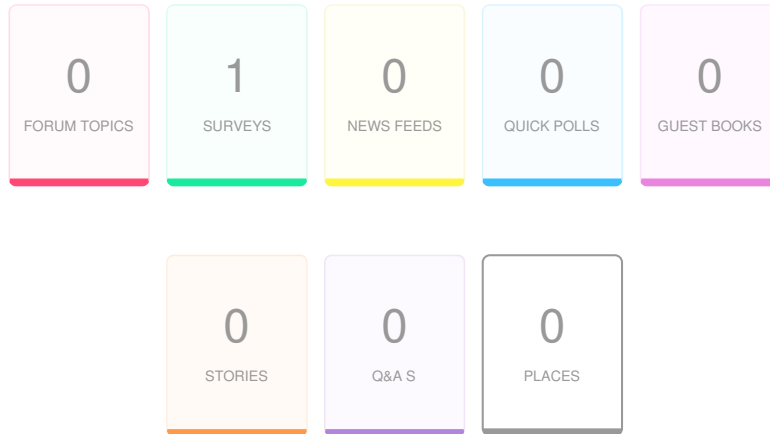 0 1 0 0 0
FORUM TOPICS SURVEYS NEWS FEEDS QUICK POLLS GUEST BOOKS
0 0 0
STORIES Q&A S PLACES